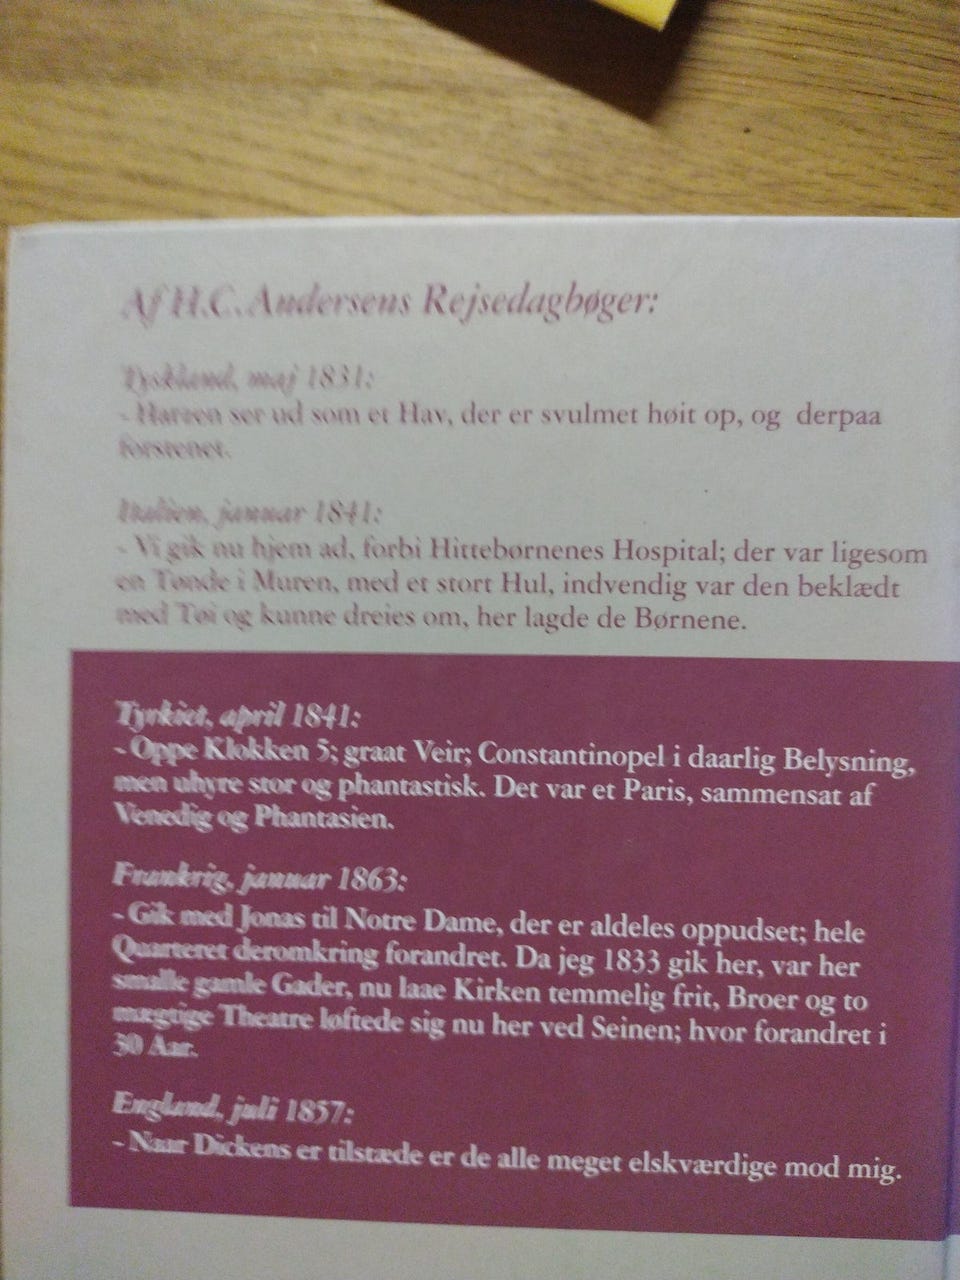 Af H.C. Andersens Rejsedagbøger:
Tyskland, maj 1831:
- Harzen ser ud som et Hav, der er svulmet høit op, og derpaa
forstenet.
Italien, januar 1841:
- Vi gik nu hjem ad, forbi Hittebørnenes Hospital; der var ligesom
en Tønde i Muren, med et stort Hul, indvendig var den beklædt
med Tøi og kunne dreies om, her lagde de Børnene.
Tyrkiet, april 1841:
- Oppe Klokken 5; graat Veir; Constantinopel i daarlig Belysning,
men uhyre stor og phantastisk. Det var et Paris, sammensat af
Venedig og Phantasien.
Frankrig, januar 1863:
- Gik med Jonas til Notre Dame, der er aldeles oppudset; hele
Quarteret deromkring forandret. Da jeg 1833 gik her, var her
smalle gamle Gader, nu laae Kirken temmelig frit, Broer og to
mægtige Theatre løftede sig nu her ved Seinen; hvor forandret i
30 Aar.
England, juli 1857:
- Naar Dickens er tilstæde er de alle meget elskværdige mod mig.